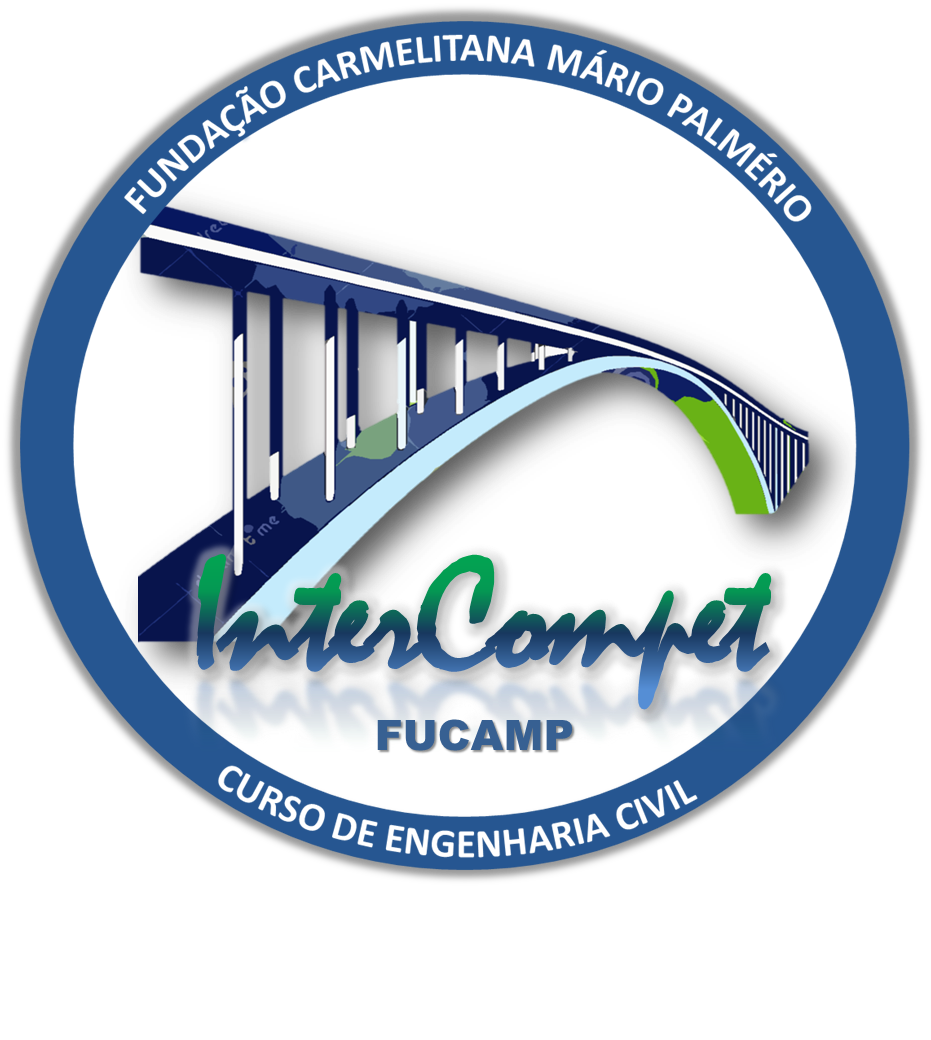 FUNDAÇÃO CARMELITANA MÁRIO PALMÉRIO
InterCompet
FUCAMP
CURSO DE ENGENHARIA CIVIL